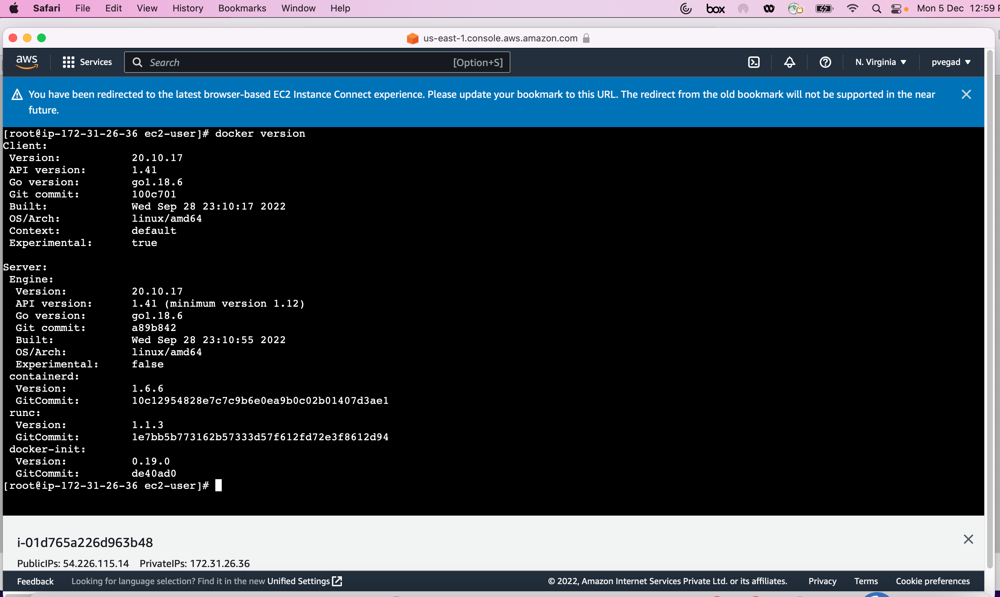 Safari File Edit View History Bookmarks Window Help box Mon 5 Dec 12:59
us-east-1.console.aws.amazon.com
aws Services Search [Option+S] N. Virginia pvegad
You have been redirected to the latest browser-based EC2 Instance Connect experience. Please update your bookmark to this URL. The redirect from the old bookmark will not be supported in the near
future.
[root@ip-172-31-26-36 ec2-user]# docker version
Client:
Version: 20.10.17
API version: 1.41
Go version: go1.18.6
Git commit: 100c701
Built: Wed Sep 28 23:10:17 2022
OS/Arch: linux/amd64
Context: default
Experimental: true
Server:
Engine:
Version: 20.10.17
API version: 1.41 (minimum version 1.12)
Go version: go1.18.6
Git commit: a89b842
Built: Wed Sep 28 23:10:55 2022
OS/Arch: linux/amd64
Experimental: false
containerd:
Version: 1.6.6
GitCommit: 10c12954828e7c7c9b6e0ea9b0c02b01407d3ae1
runc:
Version: 1.1.3
GitCommit: 1e7bb5b773162b57333d57f612fd72e3f8612d94
docker-init:
Version: 0.19.0
GitCommit: de40ad0
[root@ip-172-31-26-36 ec2-user]#
i-01d765a226d963b48
PublicIPs: 54.226.115.14 PrivateIPs: 172.31.26.36
Feedback Looking for language selection? Find it in the new Unified Settings © 2022, Amazon Internet Services Private Ltd. or its affiliates. Privacy Terms Cookie preferences